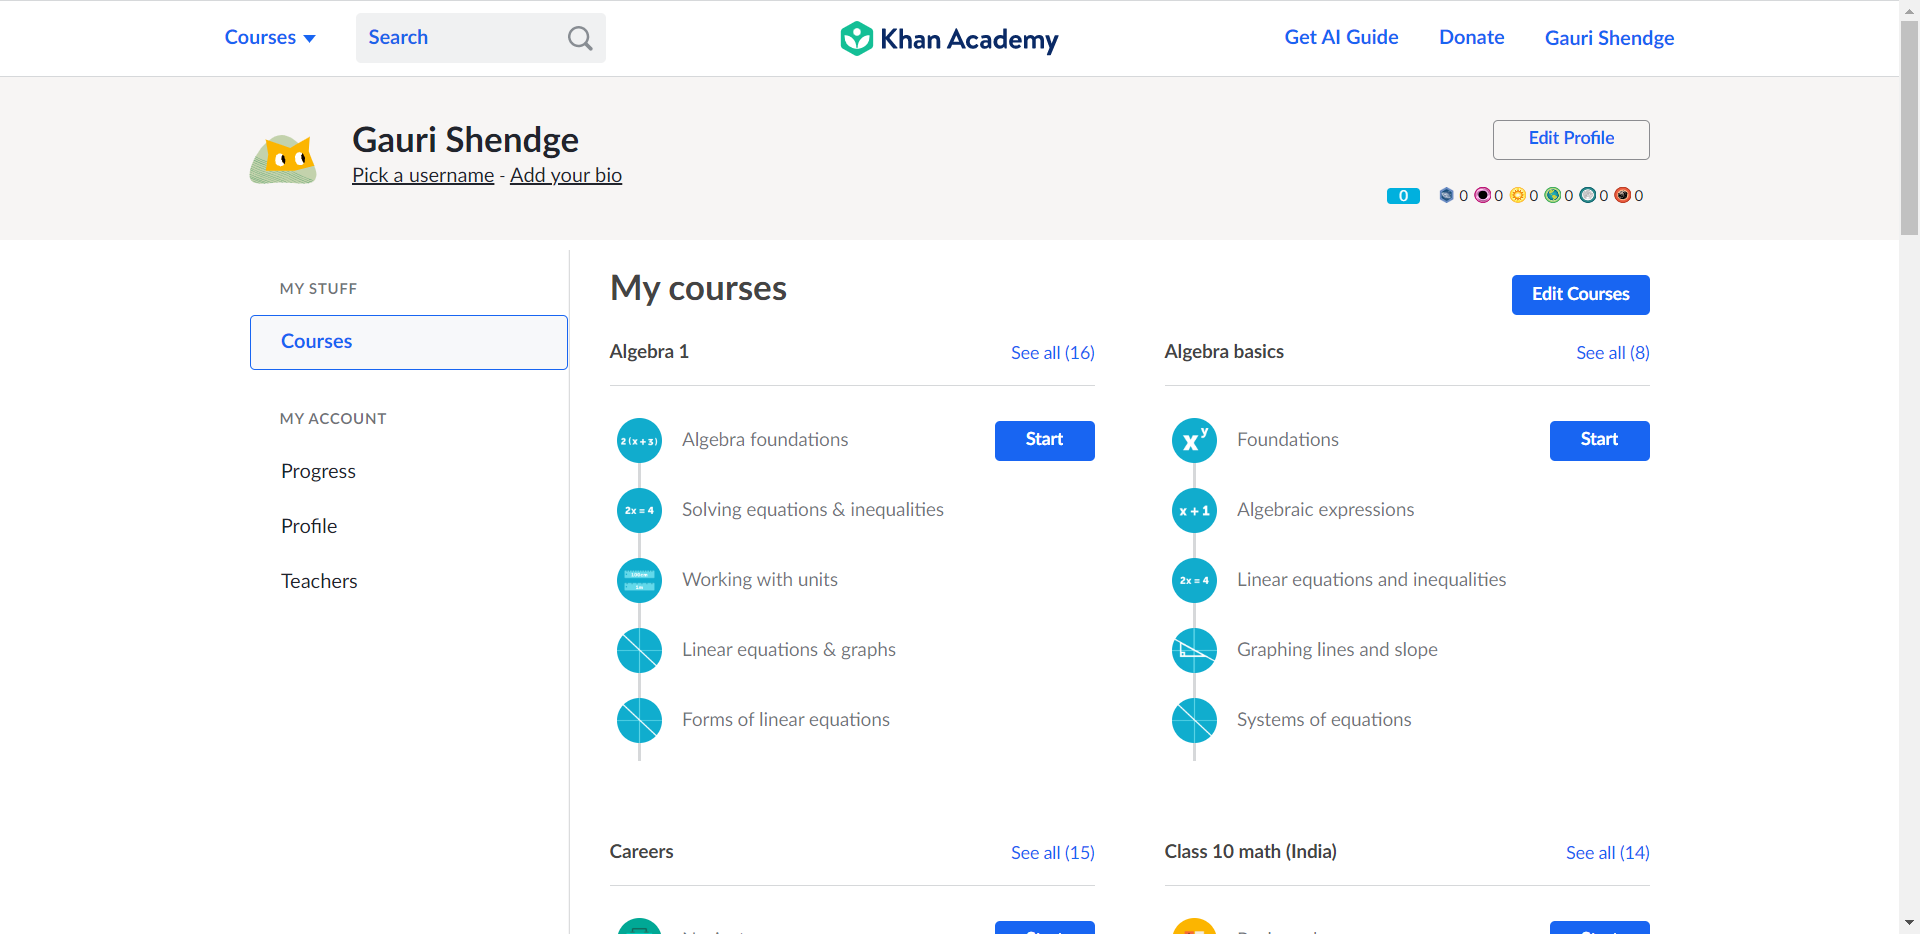 Courses
Search
Khan Academy
Get AI Guide
Donate
Gauri Shendge
Gauri Shendge
Pick a username - Add your bio
Edit Profile
0 0 0 0 0 0 0
MY STUFF
Courses
MY ACCOUNT
Progress
Profile
Teachers
My courses
Edit Courses
Algebra 1
See all (16)
2(x+3)
Algebra foundations
Start
2x = 4
Solving equations & inequalities
Working with units
Linear equations & graphs
Forms of linear equations
Algebra basics
See all (8)
x^y
Foundations
Start
x + 1
Algebraic expressions
2x = 4
Linear equations and inequalities
Graphing lines and slope
Systems of equations
Careers
See all (15)
Class 10 math (India)
See all (14)